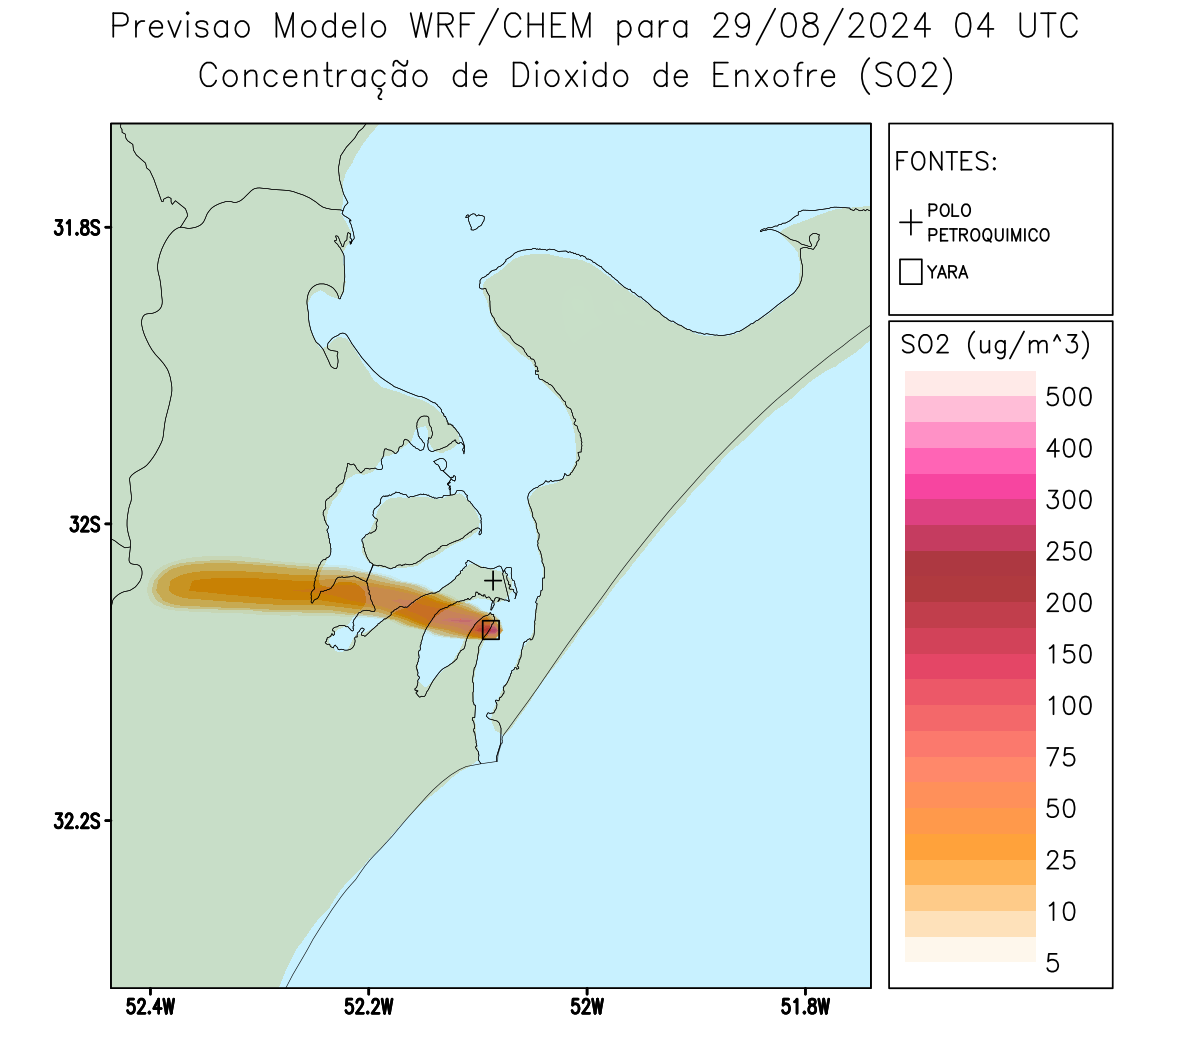 Previsao Modelo WRF/CHEM para 29/08/2024 04 UTC
Concentração de Dioxido de Enxofre (SO2)
FONTES:
POLO
PETROQUIMICO
YARA
31.8S
32S
32.2S
52.4W
52.2W
52W
51.8W
SO2 (ug/m^3)
500
400
300
250
200
150
100
75
50
25
10
5